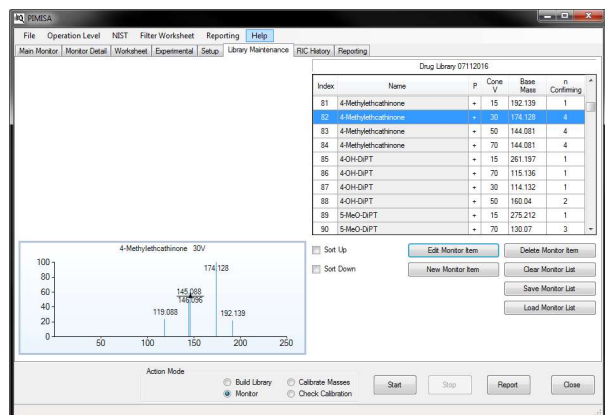 PIMISA
File Operation Level NIST Filter Worksheet Reporting Help
Main Monitor Monitor Detail Worksheet Experimental Setup Library Maintenance RIC History Reporting
Drug Library 07112016
Index Name P Cone V Base Mass n Confirming
81 4-Methylethcathinone + 15 192.139 1
82 4-Methylethcathinone + 30 174.128 4
83 4-Methylethcathinone + 50 144.081 4
84 4-Methylethcathinone + 70 144.081 4
85 4-OH-DiPT + 15 261.197 1
86 4-OH-DiPT + 70 115.136 1
87 4-OH-DiPT + 30 114.132 1
88 4-OH-DiPT + 50 160.04 2
89 5-MeO-DiPT + 15 275.212 1
90 5-MeO-DiPT + 70 130.07 3
4-Methylethcathinone 30V
100
80
60
40
20
0
174.128
145.088
146.096
119.088 192.139
50 100 150 200 250
Sort Up Edit Monitor Item Delete Monitor Item
Sort Down New Monitor Item Clear Monitor List
Save Monitor List
Load Monitor List
Action Mode
Build Library Calibrate Masses
Monitor Check Calibration
Start Stop Report Close